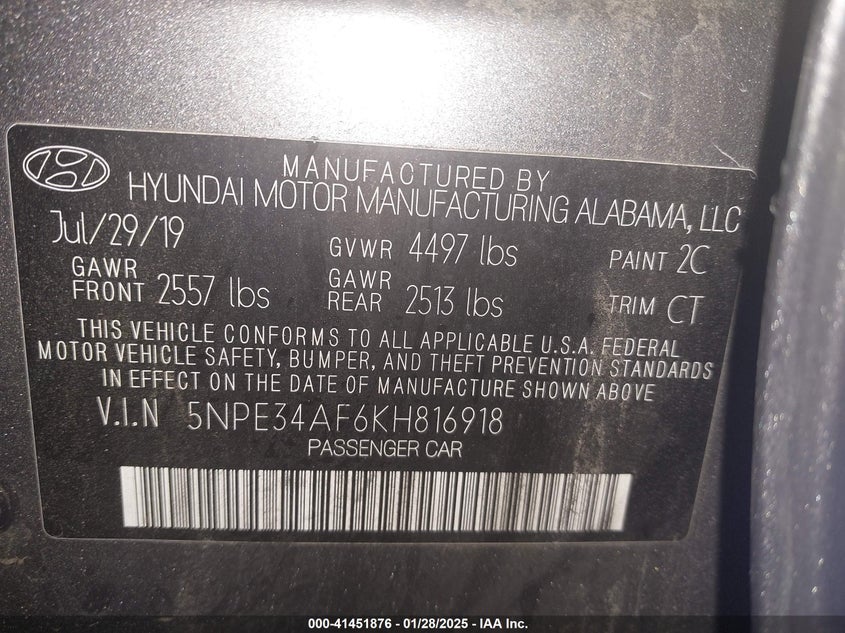 MANUFACTURED BY
HYUNDAI MOTOR MANUFACTURING ALABAMA, LLC
Jul/29/19 GVWR 4497 lbs PAINT 2C
GAWR FRONT 2557 lbs GAWR REAR 2513 lbs TRIM CT
THIS VEHICLE CONFORMS TO ALL APPLICABLE U.S.A. FEDERAL
MOTOR VEHICLE SAFETY, BUMPER, AND THEFT PREVENTION STANDARDS
IN EFFECT ON THE DATE OF MANUFACTURE SHOWN ABOVE
V.I.N 5NPE34AF6KH816918
PASSENGER CAR
000-41451876 | 01/28/2025 - IAA Inc.